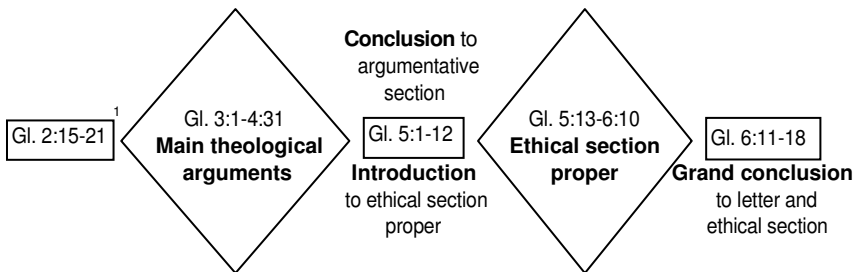 Gl. 2:15-21
1
Gl. 3:1-4:31
Main theological
arguments
Conclusion to
argumentative
section
Gl. 5:1-12
Introduction
to ethical section
proper
Gl. 5:13-6:10
Ethical section
proper
Gl. 6:11-18
Grand conclusion
to letter and
ethical section